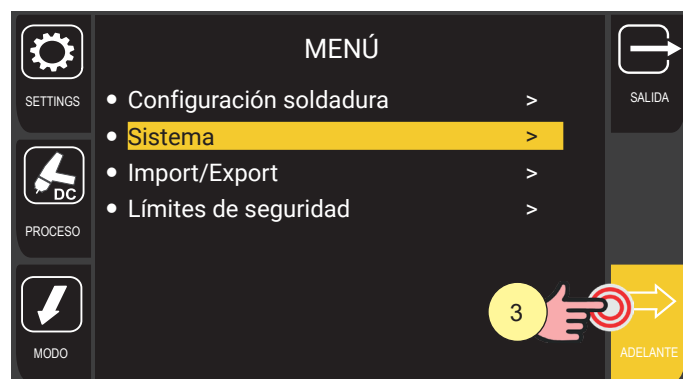 MENÚ
SETTINGS
SALIDA
Configuración soldadura >
Sistema >
Import/Export >
Límites de seguridad >
DC
PROCESO
3
MODO
ADELANTE